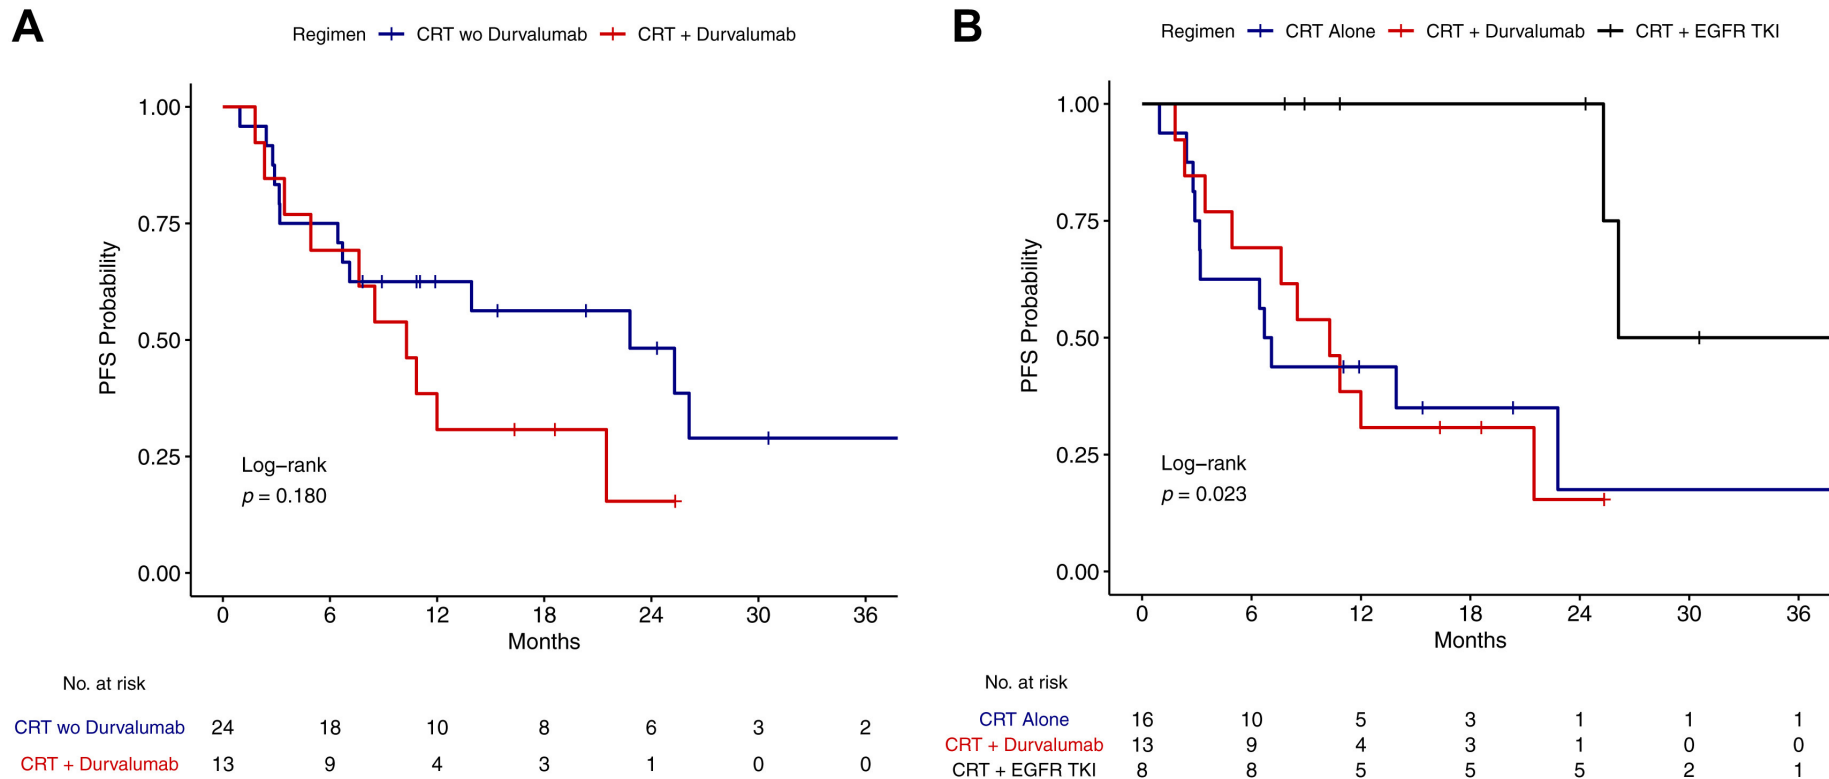 A
Regimen CRT wo Durvalumab CRT + Durvalumab
1.00
0.75
0.50
0.25
0.00
PFS Probability
Log−rank
p = 0.180
0 6 12 18 24 30 36
Months
No. at risk
CRT wo Durvalumab 24 18 10 8 6 3 2
CRT + Durvalumab 13 9 4 3 1 0 0
B
Regimen CRT Alone CRT + Durvalumab CRT + EGFR TKI
1.00
0.75
0.50
0.25
0.00
PFS Probability
Log−rank
p = 0.023
0 6 12 18 24 30 36
Months
No. at risk
CRT Alone 16 10 5 3 1 1 1
CRT + Durvalumab 13 9 4 3 1 0 0
CRT + EGFR TKI 8 8 5 5 5 2 1